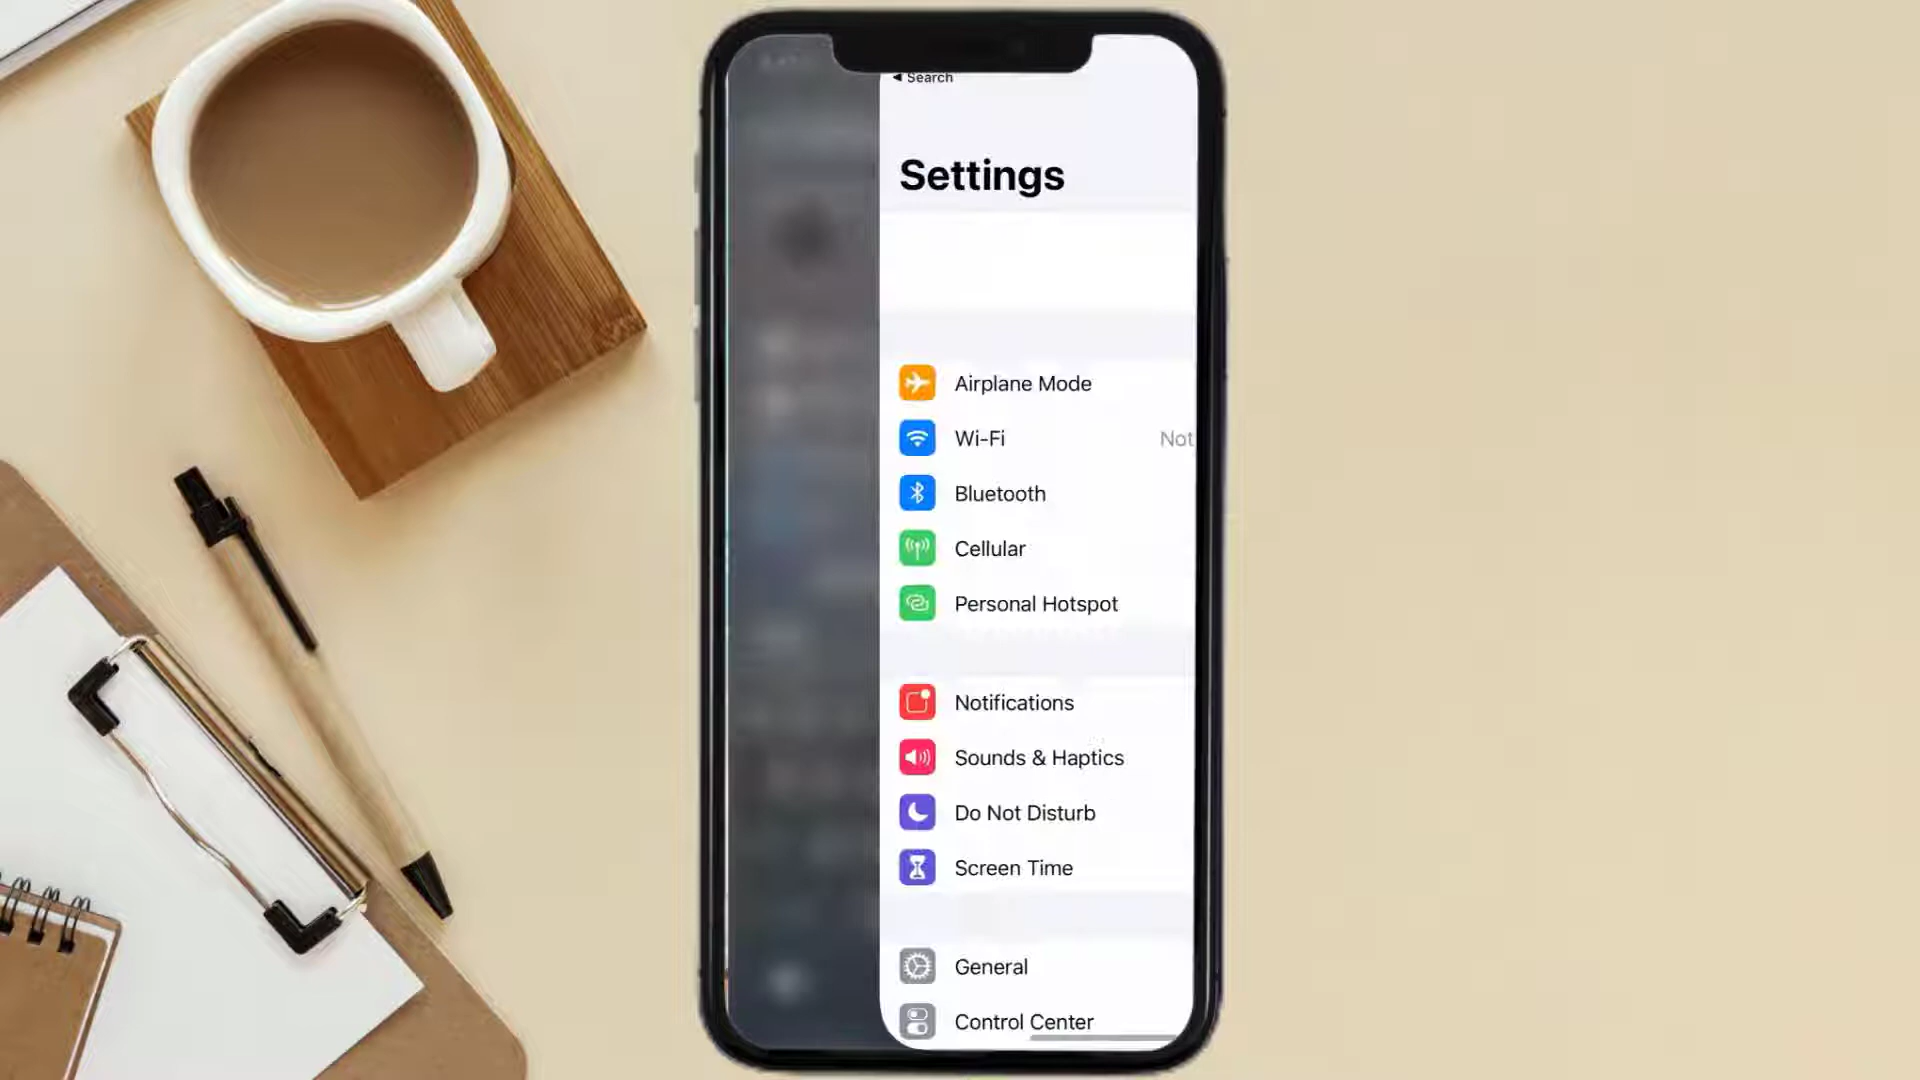 ◀ Search
Settings
Airplane Mode
Wi-Fi
Not
Bluetooth
Cellular
Personal Hotspot
Notifications
Sounds & Haptics
Do Not Disturb
Screen Time
General
Control Center